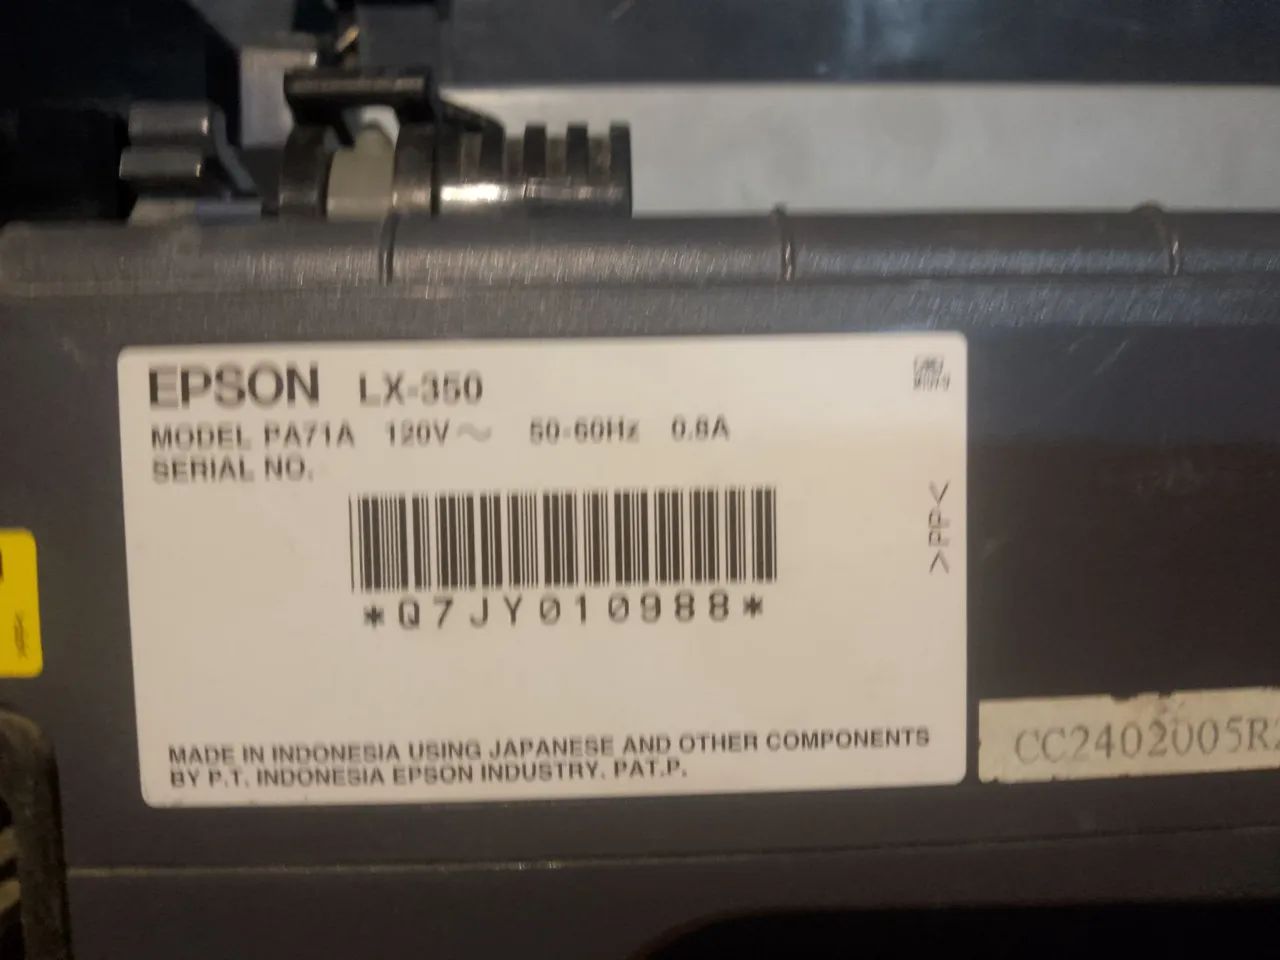 EPSON LX-350
MODEL PA71A 120V~ 50-60Hz 0.8A
SERIAL NO.
*Q7JY010988*
>PP<
MADE IN INDONESIA USING JAPANESE AND OTHER COMPONENTS
BY P.T. INDONESIA EPSON INDUSTRY. PAT.P.
CC2402005R